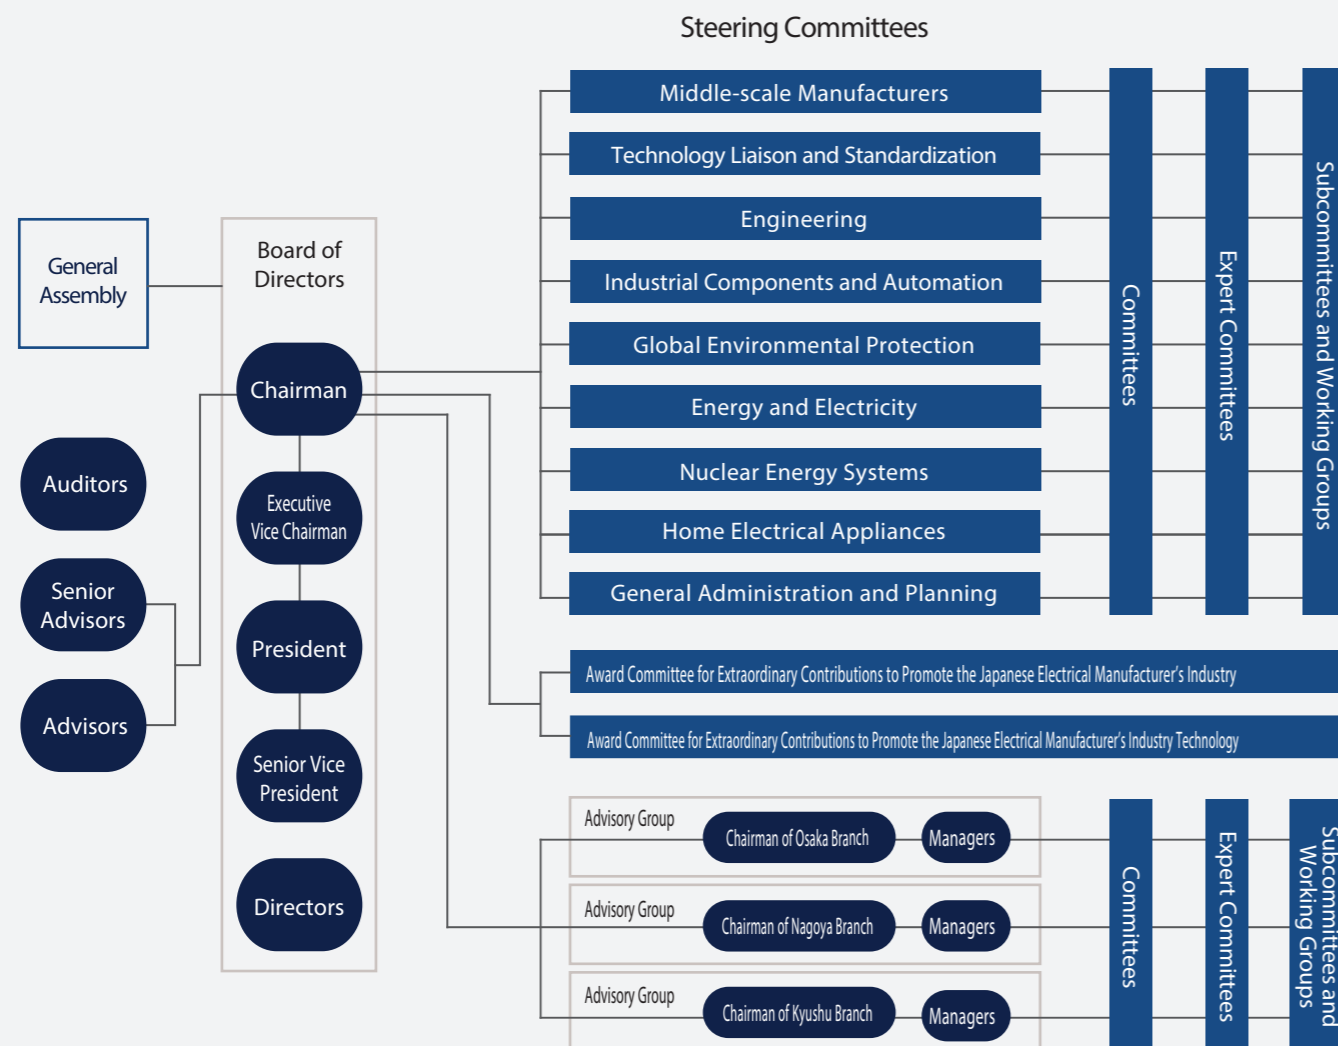 Steering Committees
General
Assembly
Board of
Directors
Chairman
Executive
Vice Chairman
President
Senior Vice
President
Directors
Auditors
Senior
Advisors
Advisors
Middle-scale Manufacturers
Technology Liaison and Standardization
Engineering
Industrial Components and Automation
Global Environmental Protection
Energy and Electricity
Nuclear Energy Systems
Home Electrical Appliances
General Administration and Planning
Committees
Expert Committees
Subcommittees and Working Groups
Award Committee for Extraordinary Contributions to Promote the Japanese Electrical Manufacturer's Industry
Award Committee for Extraordinary Contributions to Promote the Japanese Electrical Manufacturer's Industry Technology
Advisory Group
Chairman of Osaka Branch
Managers
Advisory Group
Chairman of Nagoya Branch
Managers
Advisory Group
Chairman of Kyushu Branch
Managers
Committees
Expert Committees
Subcommittees and
Working Groups